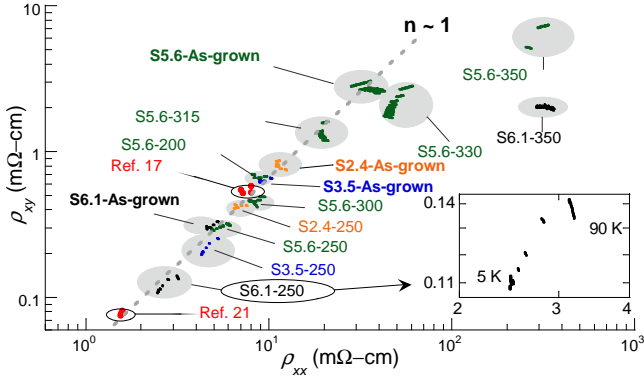 10
n ~ 1
S5.6-As-grown
S5.6-350
S5.6-315
S6.1-350
S5.6-200
S5.6-330
1
Ref. 17
S2.4-As-grown
S3.5-As-grown
S6.1-As-grown
S5.6-300
S2.4-250
0.14
90 K
S5.6-250
S3.5-250
5 K
0.11
S6.1-250
0.1
2 3 4
Ref. 21
10⁰ 10¹ 10² 10³
ρxx (mΩ−cm)
ρxy (mΩ−cm)